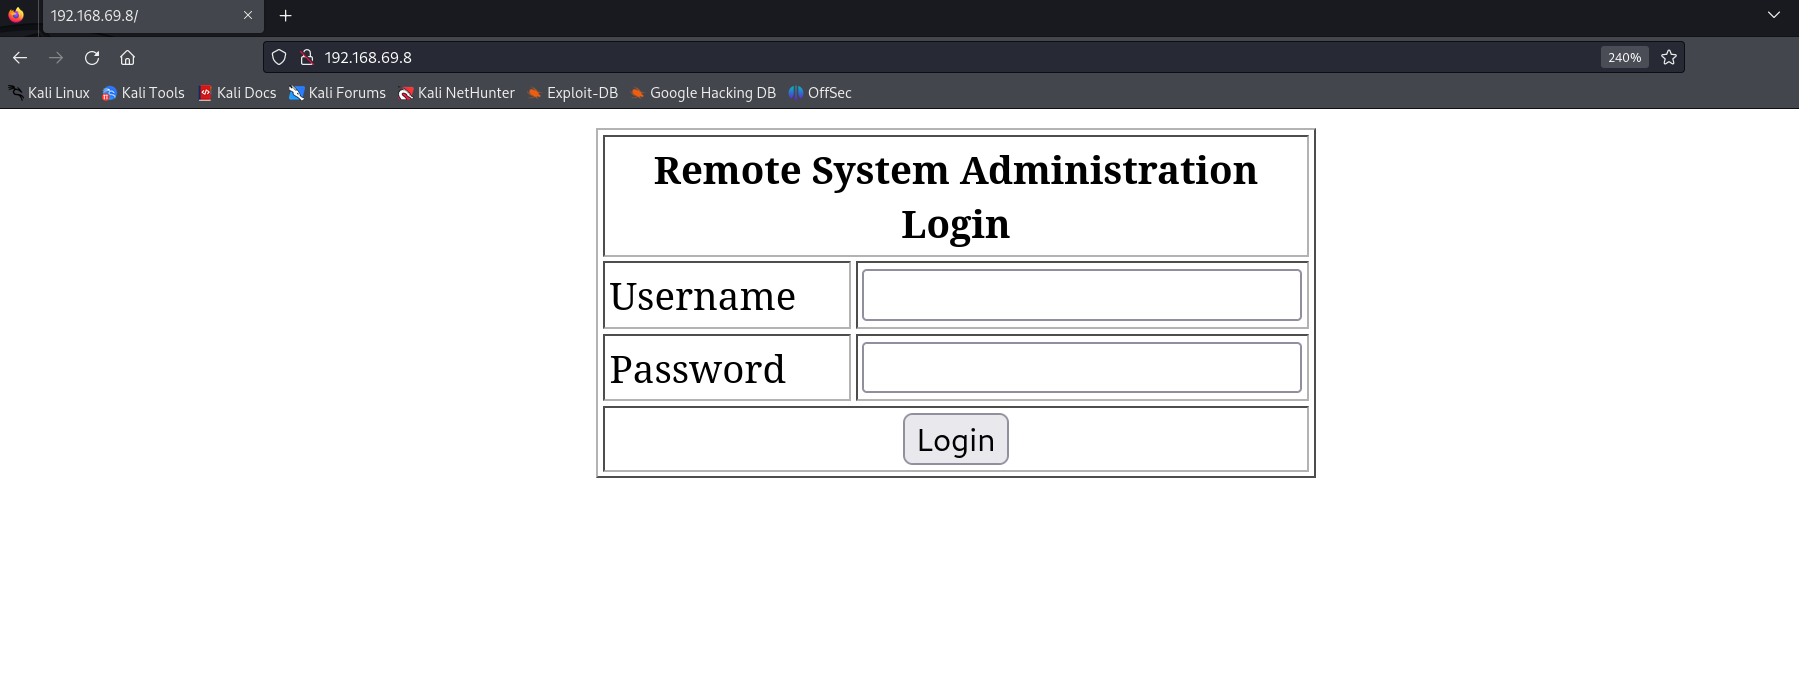 192.168.69.8/
192.168.69.8
240%
Kali Linux Kali Tools Kali Docs Kali Forums Kali NetHunter Exploit-DB Google Hacking DB OffSec
Remote System Administration
Login
Username
Password
Login